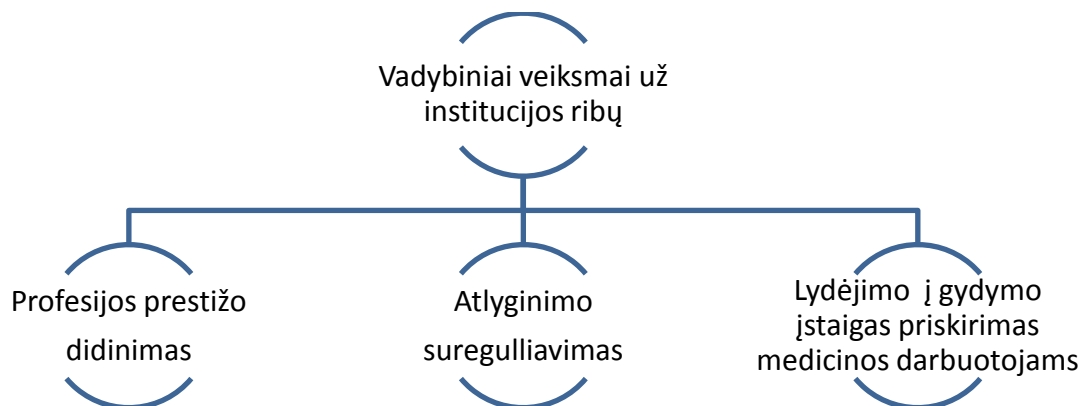 Vadybiniai veiksmai už
institucijos ribų
Profesijos prestižo
didinimas
Atlyginimo
suregulliavimas
Lydėjimo į gydymo
įstaigas priskirimas
medicinos darbuotojams